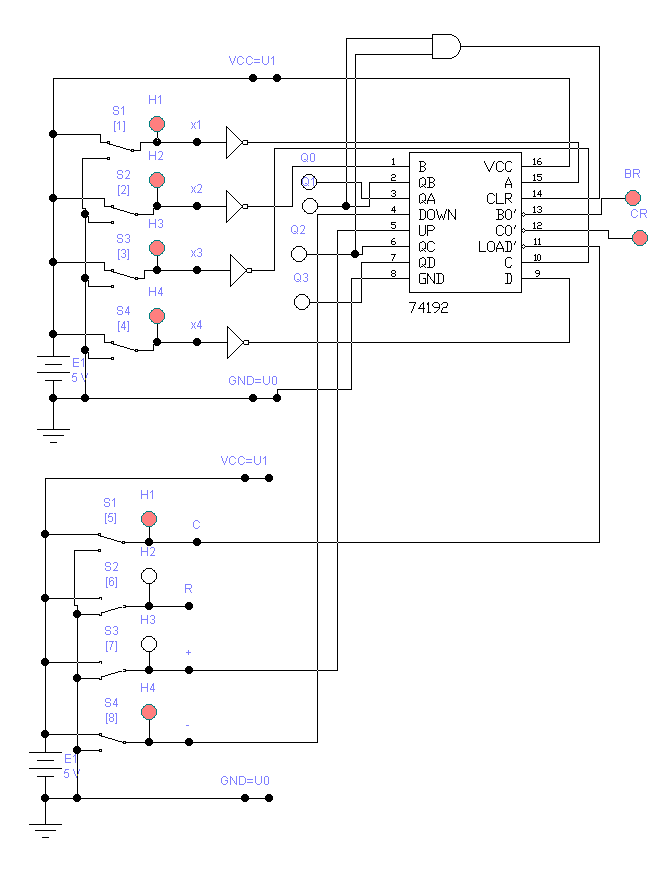 VCC=U1
S1
[1]
H1
x1
H2
S2
[2]
x2
H3
S3
[3]
x3
H4
S4
[4]
x4
E1
5 V
GND=U0
Q0
Q1
Q2
Q3
1 B VCC 16
2 QB A 15
3 QA CLR 14
4 DOWN BO' 13
5 UP CO' 12
6 QC LOAD' 11
7 QD C 10
8 GND D 9
74192
BR
CR
VCC=U1
S1
[5]
H1
C
H2
S2
[6]
R
H3
S3
[7]
+
H4
S4
[8]
-
E1
5 V
GND=U0